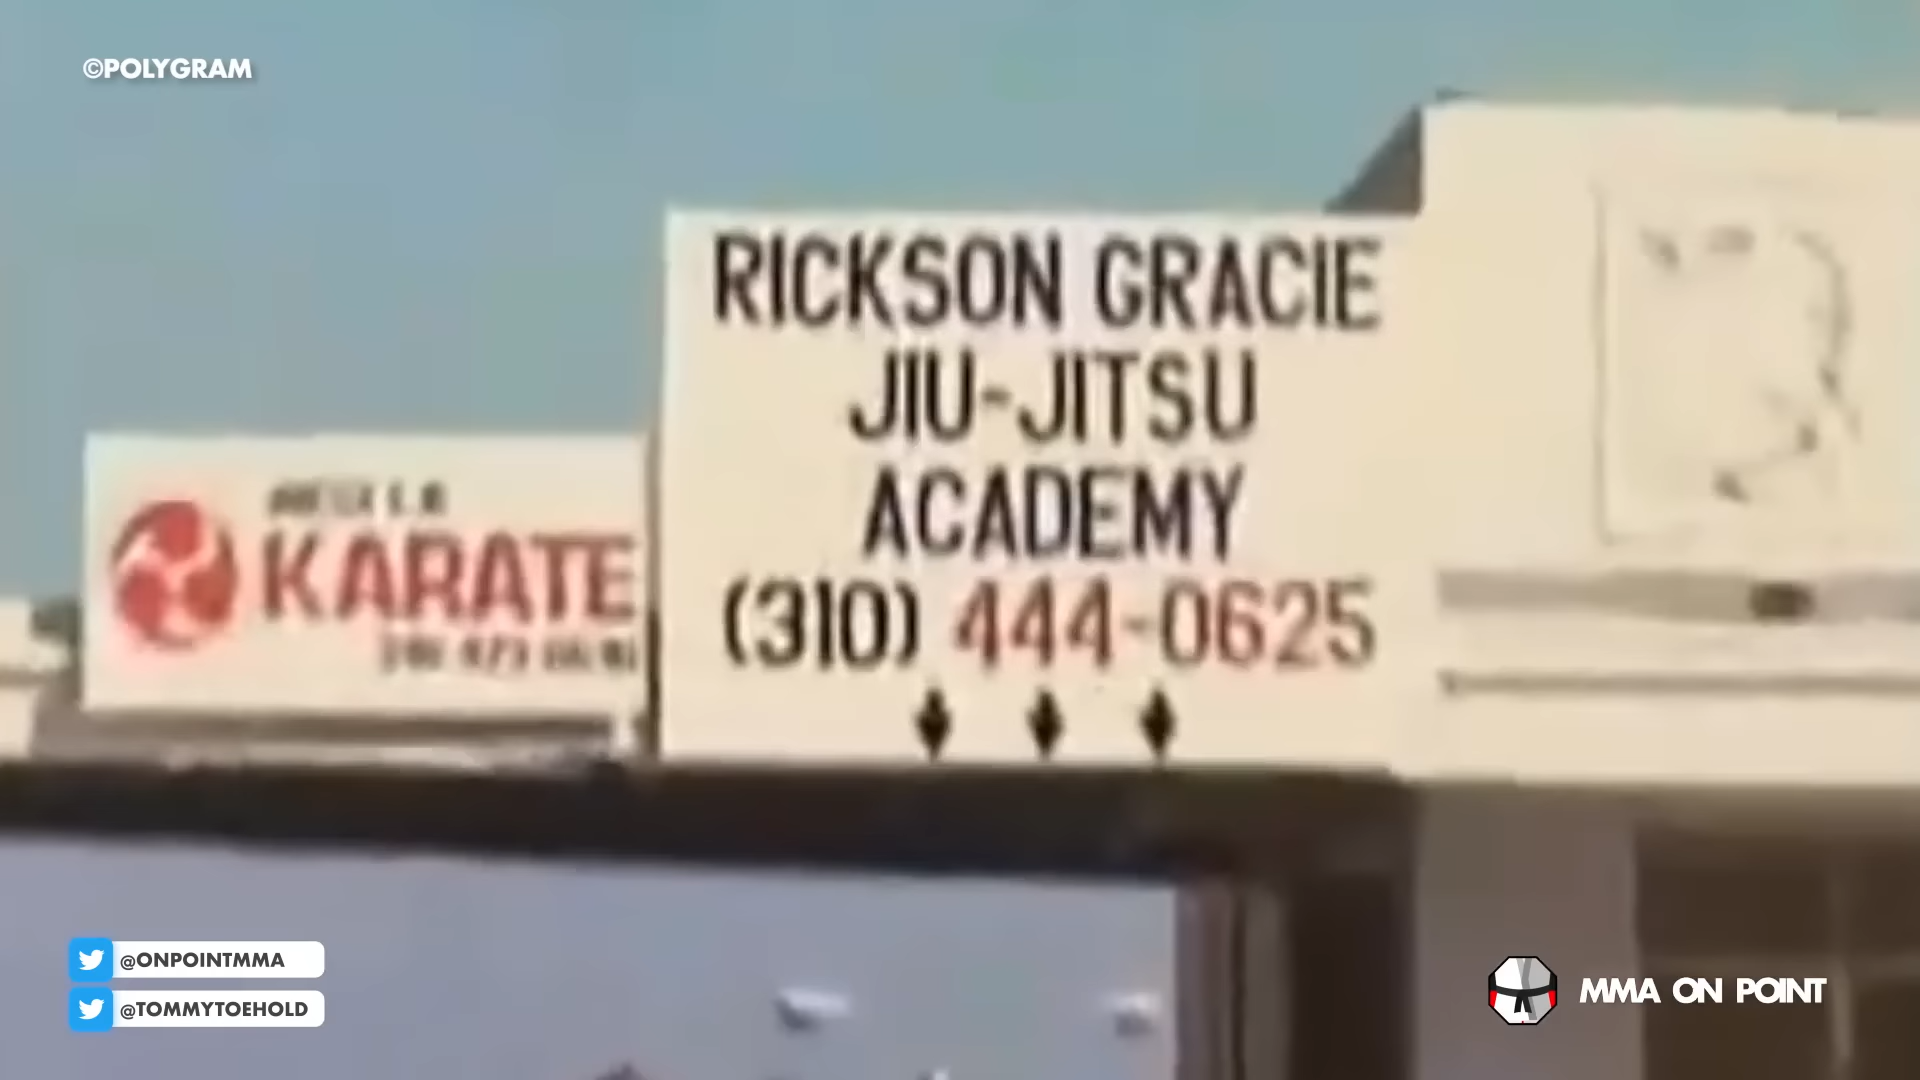 ©POLYGRAM
RICKSON GRACIE
JIU-JITSU
ACADEMY
(310) 444-0625
KARATE
@ONPOINTMMA
@TOMMYTOEHOLD
MMA ON POINT